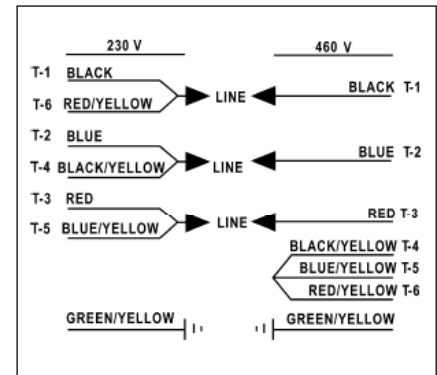 230 V 460 V
T-1 BLACK LINE BLACK T-1
T-6 RED/YELLOW
T-2 BLUE LINE BLUE T-2
T-4 BLACK/YELLOW
T-3 RED LINE RED T-3
T-5 BLUE/YELLOW
BLACK/YELLOW T-4
BLUE/YELLOW T-5
RED/YELLOW T-6
GREEN/YELLOW GREEN/YELLOW